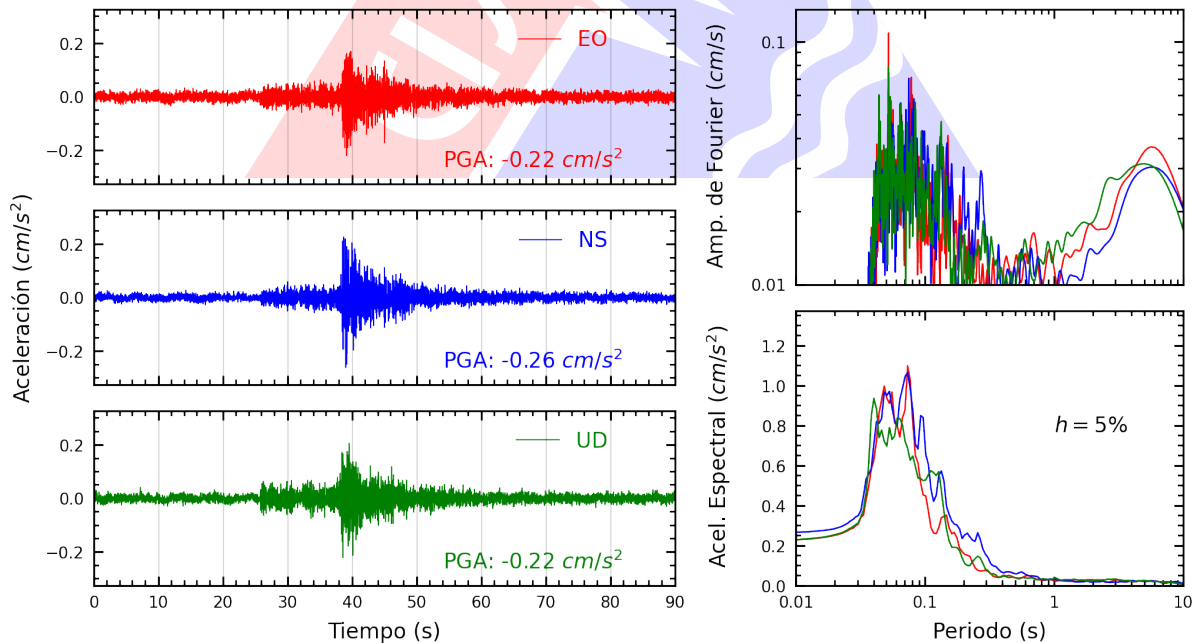 Aceleración (cm/s²)
0.2
0.0
−0.2
EO
PGA: -0.22 cm/s²
0.2
0.0
−0.2
NS
PGA: -0.26 cm/s²
0.2
0.0
−0.2
UD
PGA: -0.22 cm/s²
0 10 20 30 40 50 60 70 80 90
Tiempo (s)
Amp. de Fourier (cm/s)
0.1
0.01
Acel. Espectral (cm/s²)
1.2
1.0
0.8
0.6
0.4
0.2
0.0
h = 5%
0.01 0.1 1 10
Periodo (s)